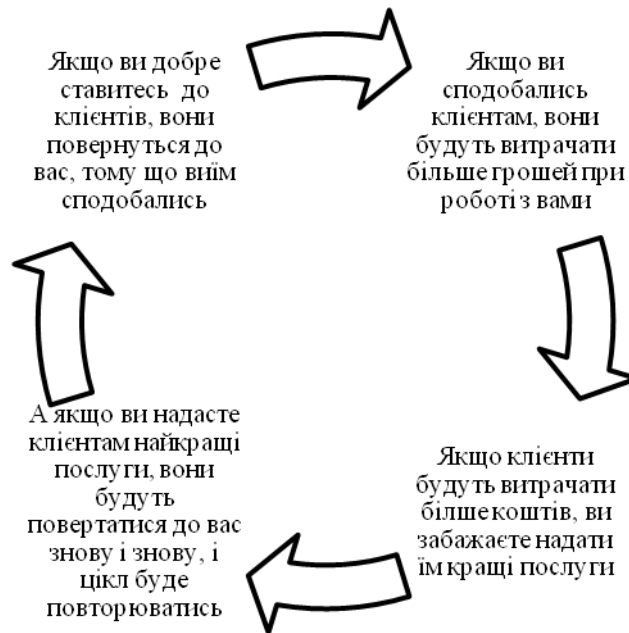 Якщо ви добре
ставитесь до
клієнтів, вони
повернуться до
вас, тому що виїм
сподобались
Якщо ви
сподобались
клієнтам, вони
будуть витрачати
більше грошей при
роботі з вами
Якщо клієнти
будуть витрачати
білше коштів, ви
забажаєте надати
їм кращі послуги
А якщо ви надасте
клієнтам найкращі
послуги, вони
будуть
повертатися до вас
знову і знову, і
цикл буде
повторюватись